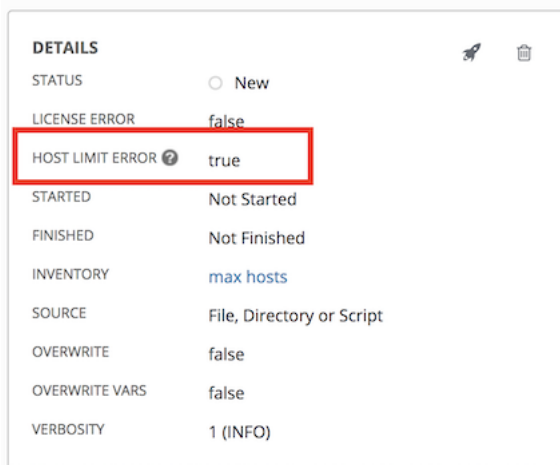 DETAILS
STATUS New
LICENSE ERROR false
HOST LIMIT ERROR ? true
STARTED Not Started
FINISHED Not Finished
INVENTORY max hosts
SOURCE File, Directory or Script
OVERWRITE false
OVERWRITE VARS false
VERBOSITY 1 (INFO)